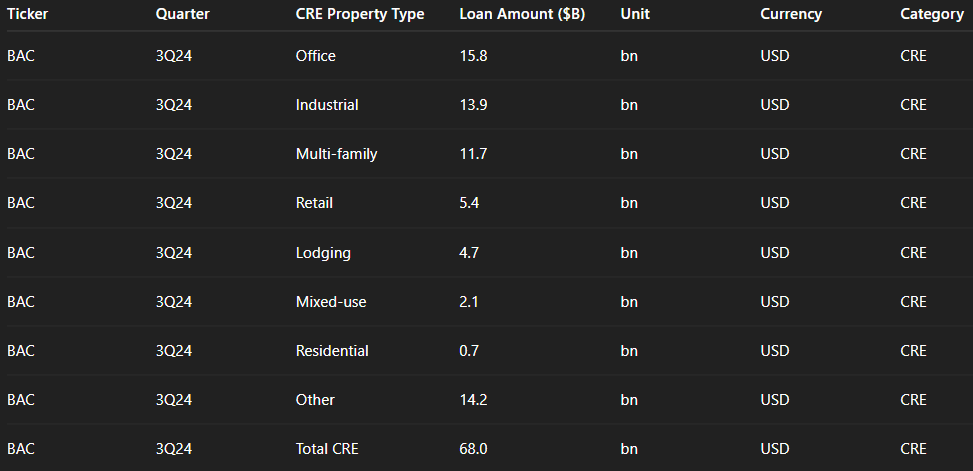 Ticker Quarter CRE Property Type Loan Amount ($B) Unit Currency Category
BAC 3Q24 Office 15.8 bn USD CRE
BAC 3Q24 Industrial 13.9 bn USD CRE
BAC 3Q24 Multi-family 11.7 bn USD CRE
BAC 3Q24 Retail 5.4 bn USD CRE
BAC 3Q24 Lodging 4.7 bn USD CRE
BAC 3Q24 Mixed-use 2.1 bn USD CRE
BAC 3Q24 Residential 0.7 bn USD CRE
BAC 3Q24 Other 14.2 bn USD CRE
BAC 3Q24 Total CRE 68.0 bn USD CRE